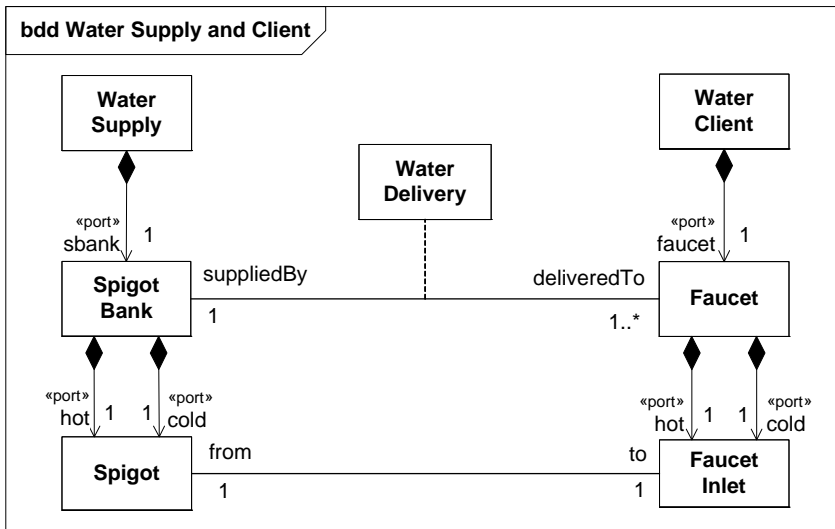 bdd Water Supply and Client
Water
Supply
Water
Client
Water
Delivery
«port»
sbank
1
«port»
faucet
1
Spigot
Bank
suppliedBy
1
deliveredTo
1..*
Faucet
«port»
hot
1
1
«port»
cold
«port»
hot
1
1
«port»
cold
Spigot
from
1
to
1
Faucet
Inlet